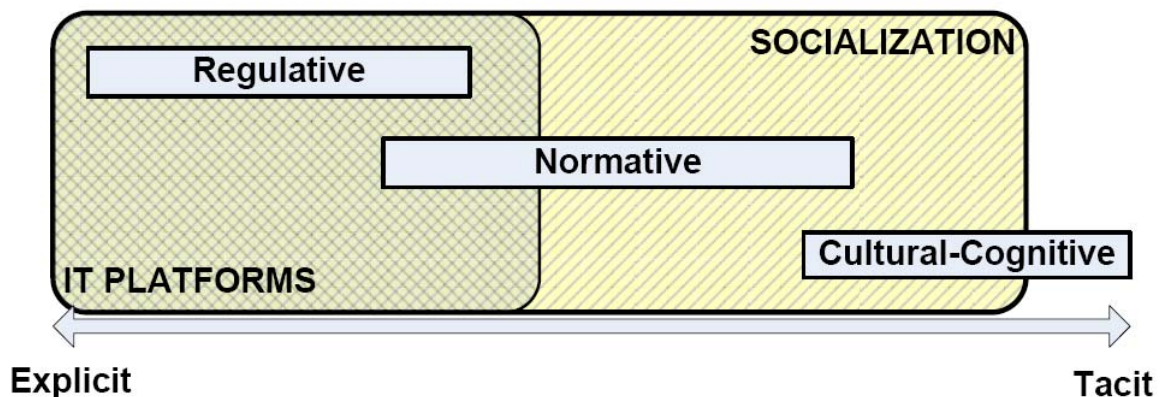 SOCIALIZATION
Regulative
Normative
Cultural-Cognitive
IT PLATFORMS
Explicit
Tacit